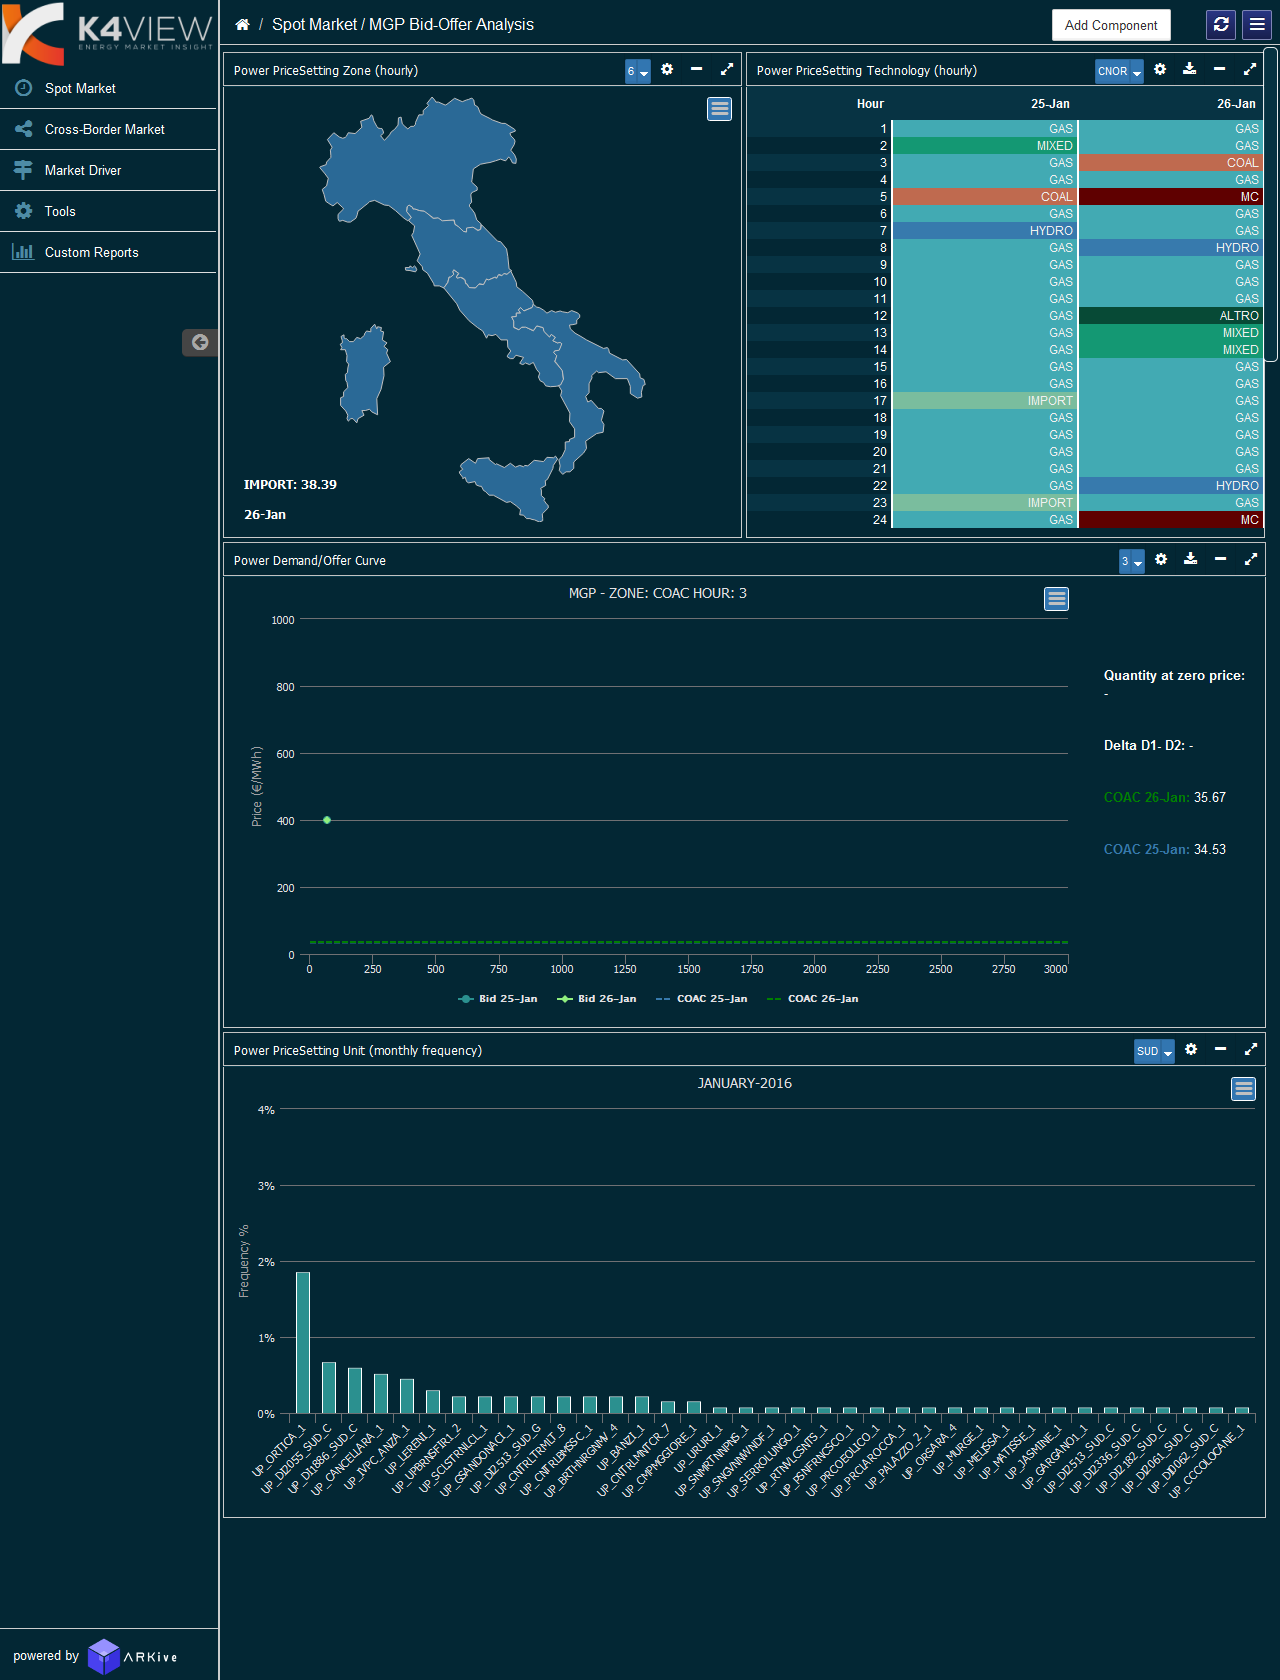 K4VIEW
ENERGY MARKET INSIGHT
Spot Market
Cross-Border Market
Market Driver
Tools
Custom Reports
powered by ARKive
/ Spot Market / MGP Bid-Offer Analysis
Add Component
Power PriceSetting Zone (hourly)
6
IMPORT: 38.39
26-Jan
Power PriceSetting Technology (hourly)
CNOR
Hour 25-Jan 26-Jan
1 GAS GAS
2 MIXED GAS
3 GAS COAL
4 GAS GAS
5 COAL MC
6 GAS GAS
7 HYDRO GAS
8 GAS HYDRO
9 GAS GAS
10 GAS GAS
11 GAS GAS
12 GAS ALTRO
13 GAS MIXED
14 GAS MIXED
15 GAS GAS
16 GAS GAS
17 IMPORT GAS
18 GAS GAS
19 GAS GAS
20 GAS GAS
21 GAS GAS
22 GAS HYDRO
23 IMPORT GAS
24 GAS MC
Power Demand/Offer Curve
3
MGP - ZONE: COAC HOUR: 3
Price (€/MWh)
1000
800
600
400
200
0
0 250 500 750 1000 1250 1500 1750 2000 2250 2500 2750 3000
Bid 25-Jan Bid 26-Jan COAC 25-Jan COAC 26-Jan
Quantity at zero price:
-
Delta D1- D2: -
COAC 26-Jan: 35.67
COAC 25-Jan: 34.53
Power PriceSetting Unit (monthly frequency)
SUD
JANUARY-2016
Frequency %
4%
3%
2%
1%
0%
UP_ORTICA_1
UP_DI2055_SUD_C
UP_DI1886_SUD_C
UP_CANCELLARA_1
UP_IVPC_ANZA_1
UP_IJERENI_1
UPBRNSFIR1_2
UP_SCLSTRNLCL_1
UP_GSANDONACI_1
UP_DI2513_SUD_G
UP_CNTRLTRMLT_8
UP_CNTRLBMSSC_1
UP_BRTHNRGNW_4
UP_BANZI_1
UP_CNTRLMNTCR_7
UP_CMPMGGIORE_1
UP_URURI_1
UP_SNMRTNNPNS_1
UP_SNGVNNWNDF_1
UP_SERROLUNGO_1
UP_RTNVLCSNTS_1
UP_PSNFRNCSCO_1
UP_PRCOEOLICO_1
UP_PRCIAROCCA_1
UP_PALAZZO_2_1
UP_ORSARA_4
UP_MURGE_1
UP_MELISSA_1
UP_MATISSE_1
UP_JASMINE_1
UP_GARGANO1_1
UP_DI2513_SUD_C
UP_DI2336_SUD_C
UP_DI2182_SUD_C
UP_DI2061_SUD_C
UP_DI0062_SUD_C
UP_CCCOLOCANE_1